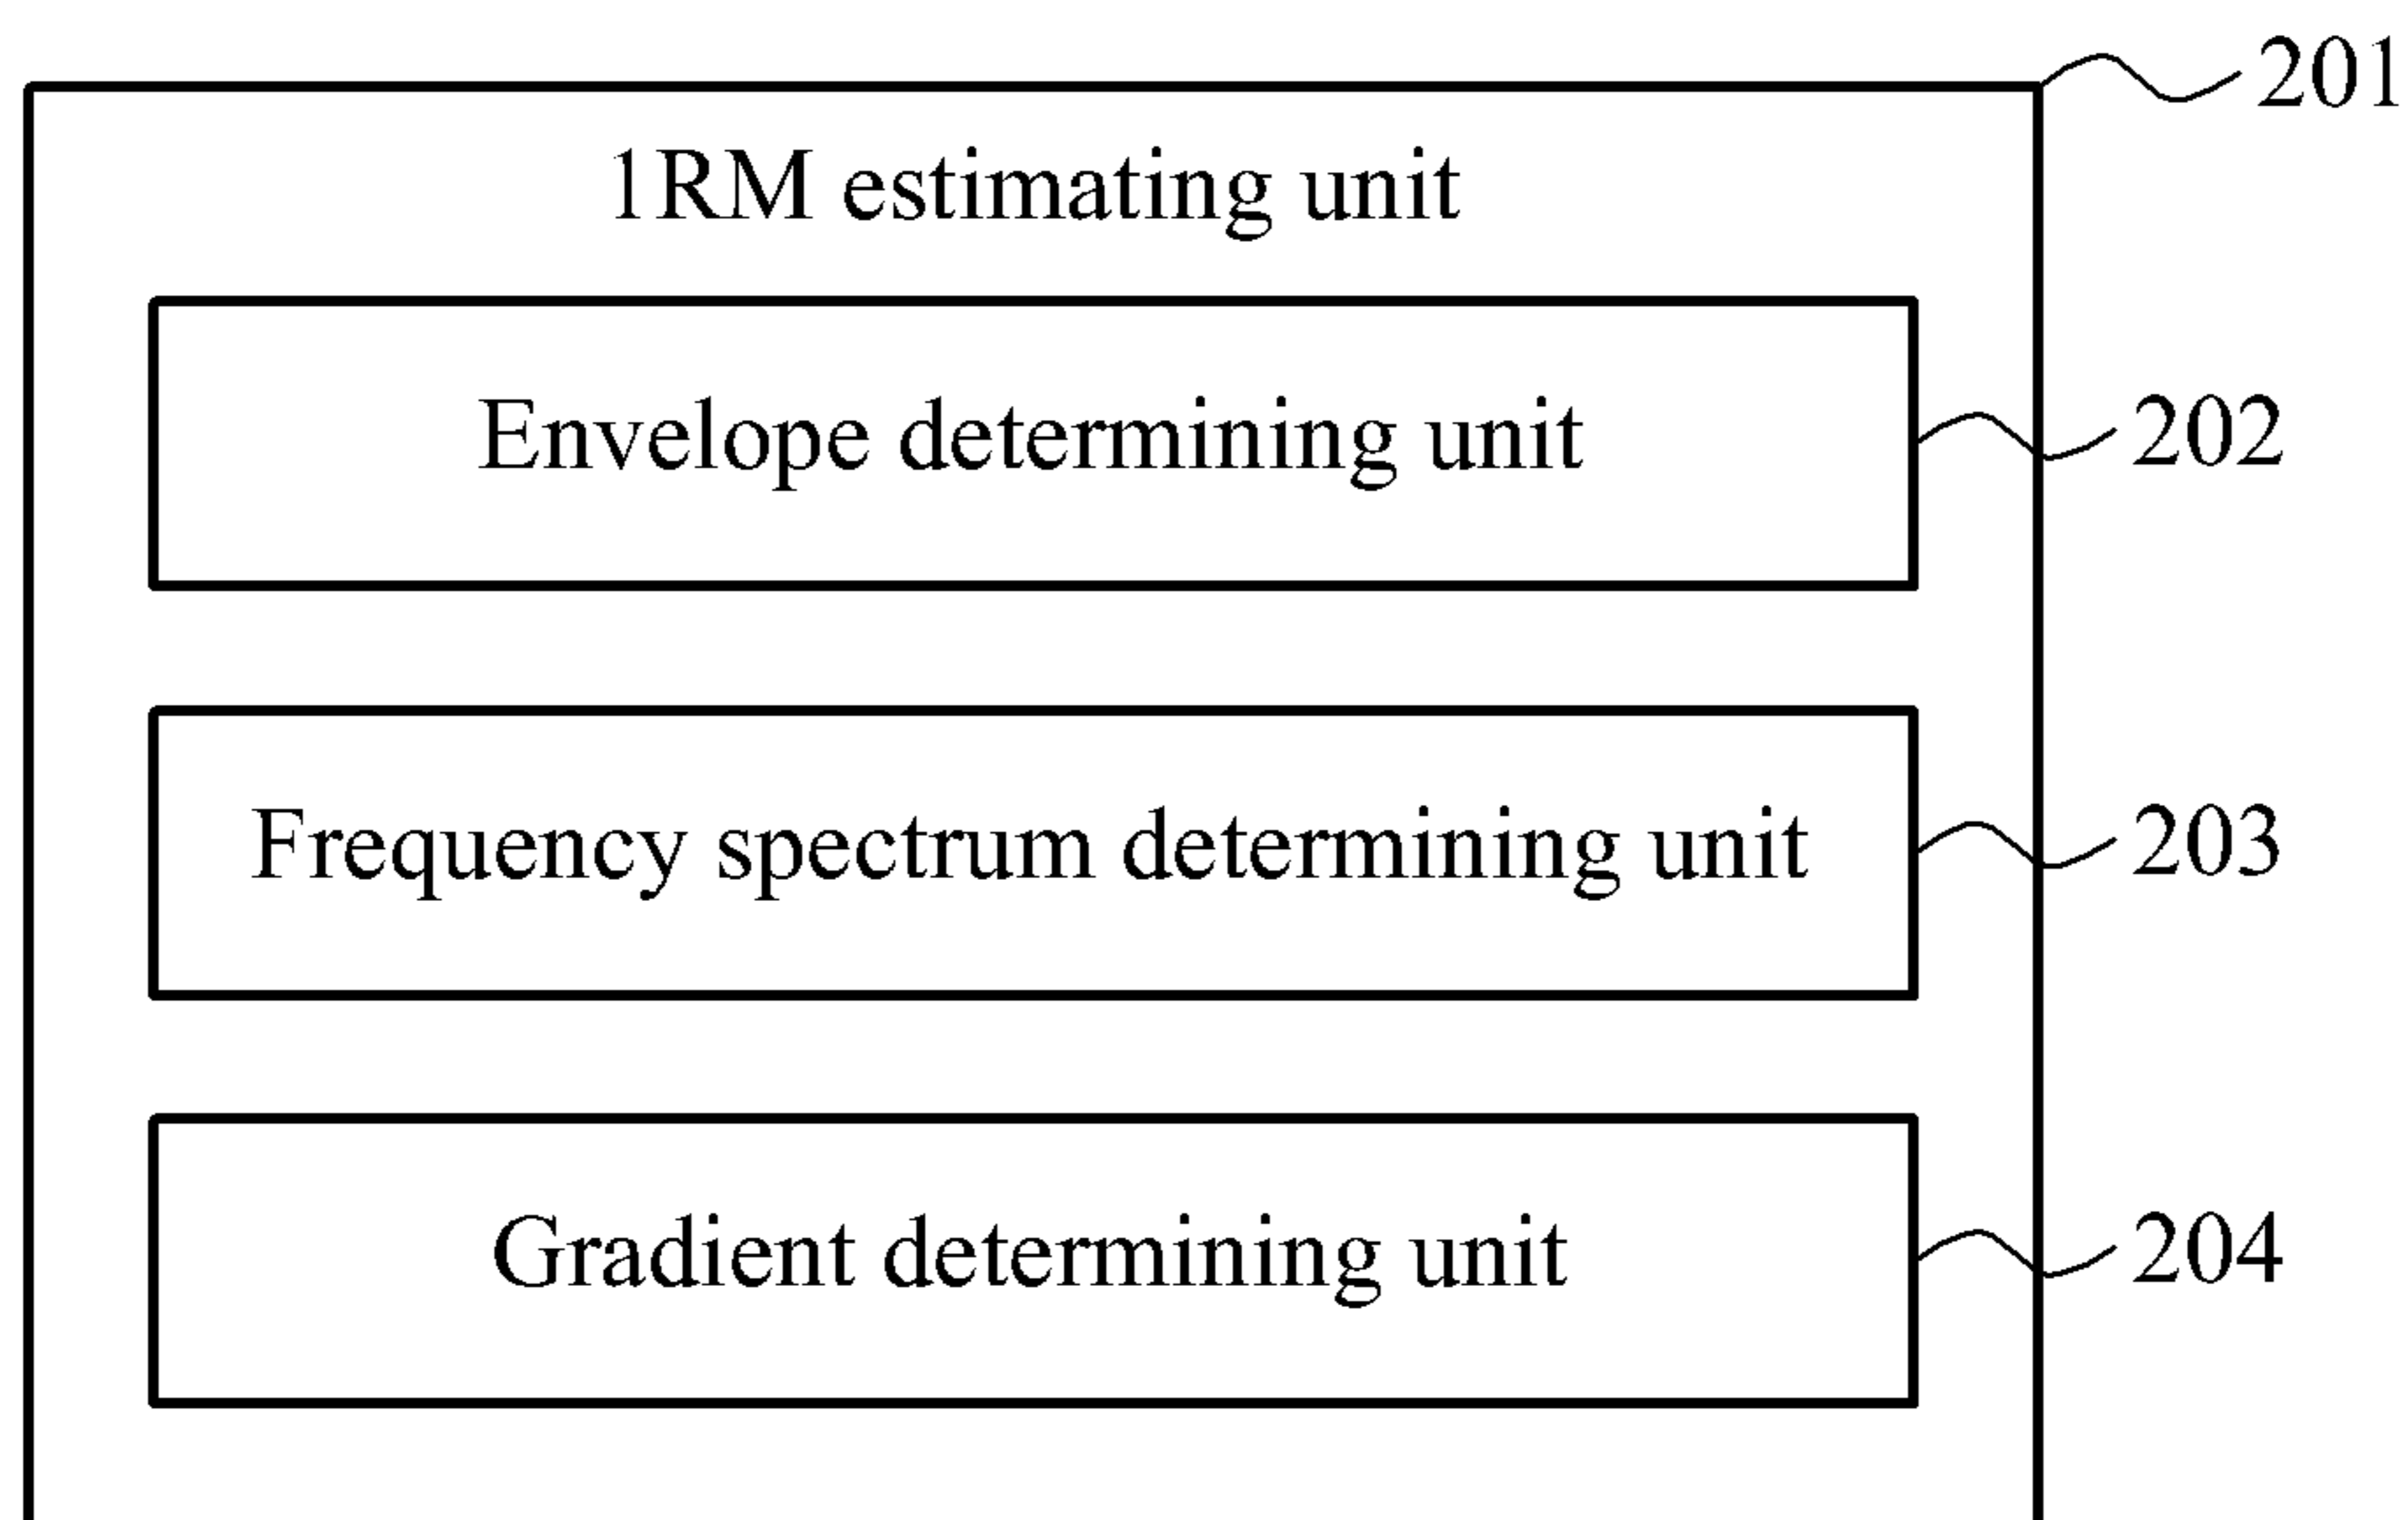 201
1RM estimating unit
Envelope determining unit
202
Frequency spectrum determining unit
203
Gradient determining unit
204